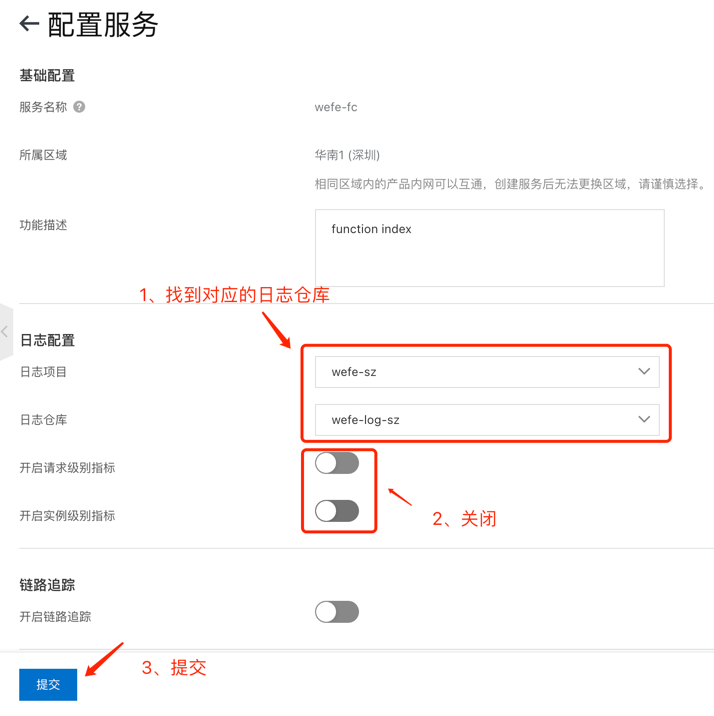 配置服务
基础配置
服务名称
wefe-fc
所属区域
华南1 (深圳)
相同区域内的产品内网可以互通，创建服务后无法更换区域，请谨慎选择。
功能描述
function index
1、找到对应的日志仓库
日志配置
日志项目
wefe-sz
日志仓库
wefe-log-sz
开启请求级别指标
开启实例级别指标
2、关闭
链路追踪
开启链路追踪
3、提交
提交